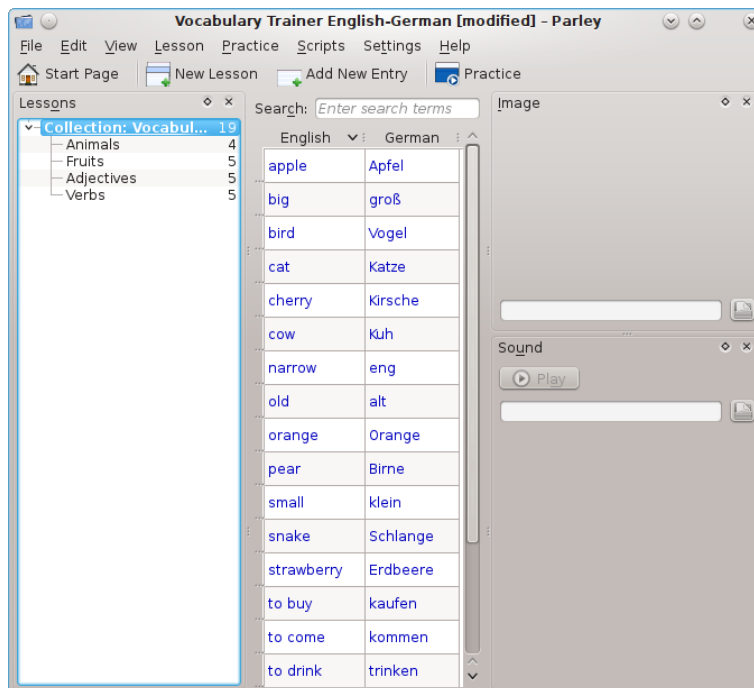 Vocabulary Trainer English-German [modified] – Parley
File Edit View Lesson Practice Scripts Settings Help
Start Page New Lesson Add New Entry Practice
Lessons
Collection: Vocabul... 19
Animals 4
Fruits 5
Adjectives 5
Verbs 5
Search: Enter search terms
English German
apple Apfel
big groß
bird Vogel
cat Katze
cherry Kirsche
cow Kuh
narrow eng
old alt
orange Orange
pear Birne
small klein
snake Schlange
strawberry Erdbeere
to buy kaufen
to come kommen
to drink trinken
Image
Sound
Play